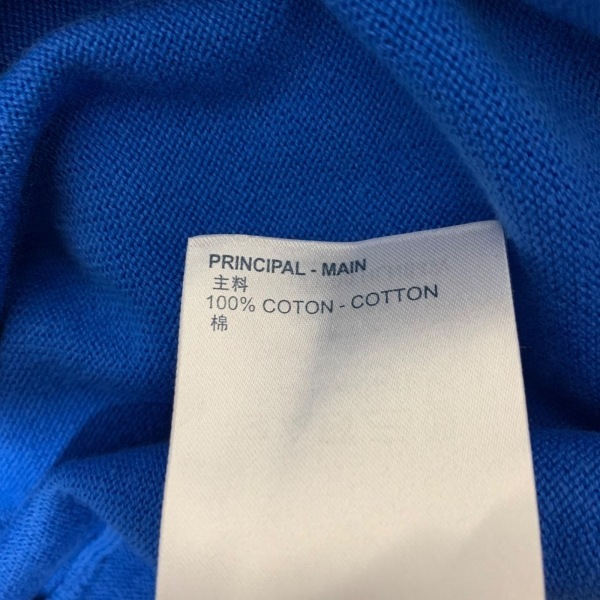 PRINCIPAL - MAIN
主料
100% COTON - COTTON
棉